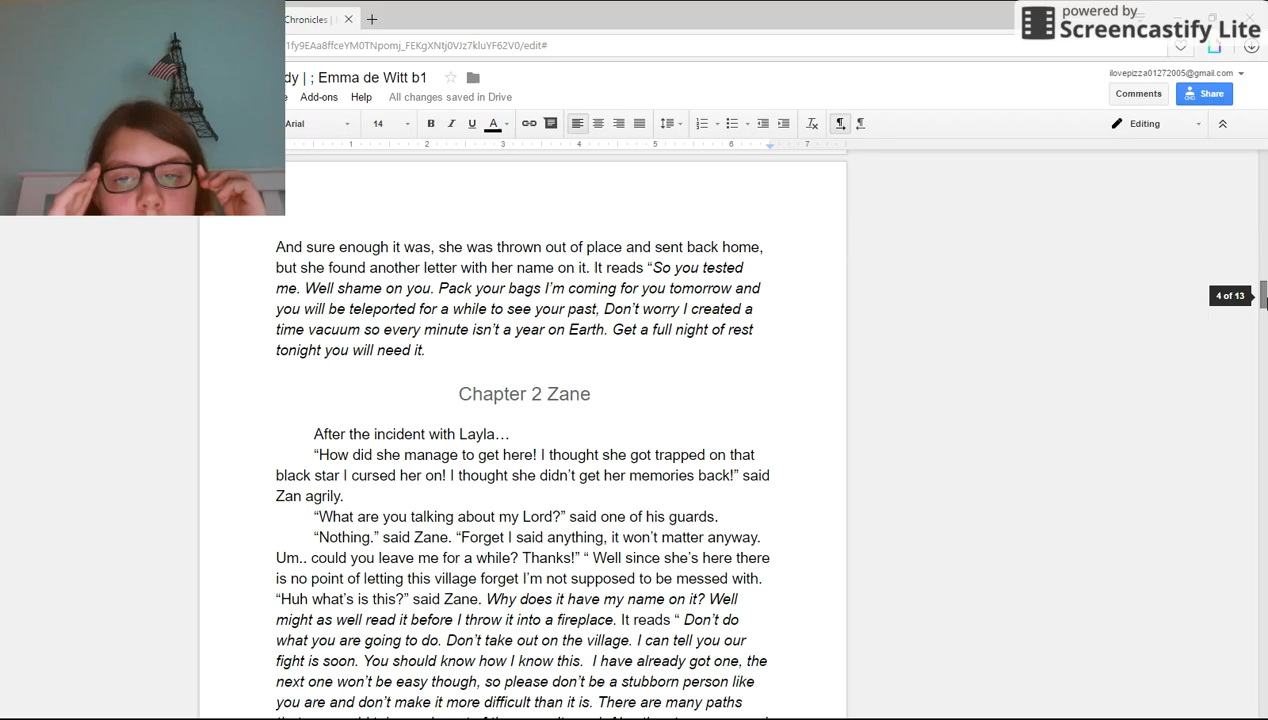 powered by
Screencastify Lite
Chronicles
1fy9EAa8ffceYM0TNpomj_FEKgXNtj0VJz7kluYF62V0/edit#
dy | ; Emma de Witt b1
ilovepizza01272005@gmail.com
Add-ons Help All changes saved in Drive
Comments Share
Arial 14 B I U A Editing
1 2 3 4 5 6 7
And sure enough it was, she was thrown out of place and sent back home,
but she found another letter with her name on it. It reads “So you tested
me. Well shame on you. Pack your bags I’m coming for you tomorrow and
you will be teleported for a while to see your past, Don’t worry I created a
time vacuum so every minute isn’t a year on Earth. Get a full night of rest
tonight you will need it.
4 of 13
Chapter 2 Zane
After the incident with Layla…
“How did she manage to get here! I thought she got trapped on that
black star I cursed her on! I thought she didn’t get her memories back!” said
Zan agrily.
“What are you talking about my Lord?” said one of his guards.
“Nothing.” said Zane. “Forget I said anything, it won’t matter anyway.
Um.. could you leave me for a while? Thanks!” “ Well since she’s here there
is no point of letting this village forget I’m not supposed to be messed with.
“Huh what’s is this?” said Zane. Why does it have my name on it? Well
might as well read it before I throw it into a fireplace. It reads “ Don’t do
what you are going to do. Don’t take out on the village. I can tell you our
fight is soon. You should know how I know this. I have already got one, the
next one won’t be easy though, so please don’t be a stubborn person like
you are and don’t make it more difficult than it is. There are many paths